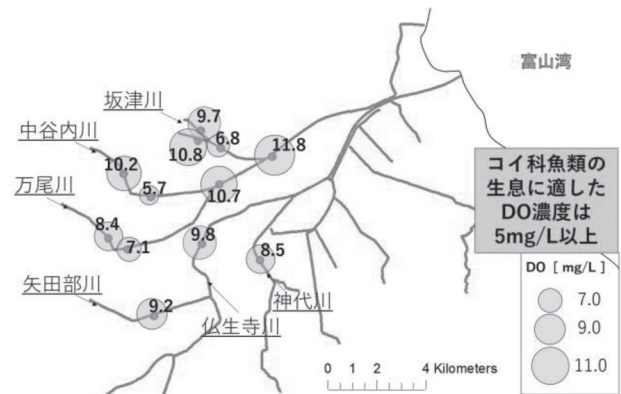 富山湾
坂津川
9.7
中谷内川
6.8
11.8
10.8
10.2
万尾川
5.7
10.7
8.4
7.1
9.8
8.5
矢田部川
9.2
神代川
仏生寺川
コイ科魚類の
生息に適した
DO濃度は
5mg/L以上
DO [ mg/L ]
7.0
9.0
11.0
0 1 2 4 Kilometers